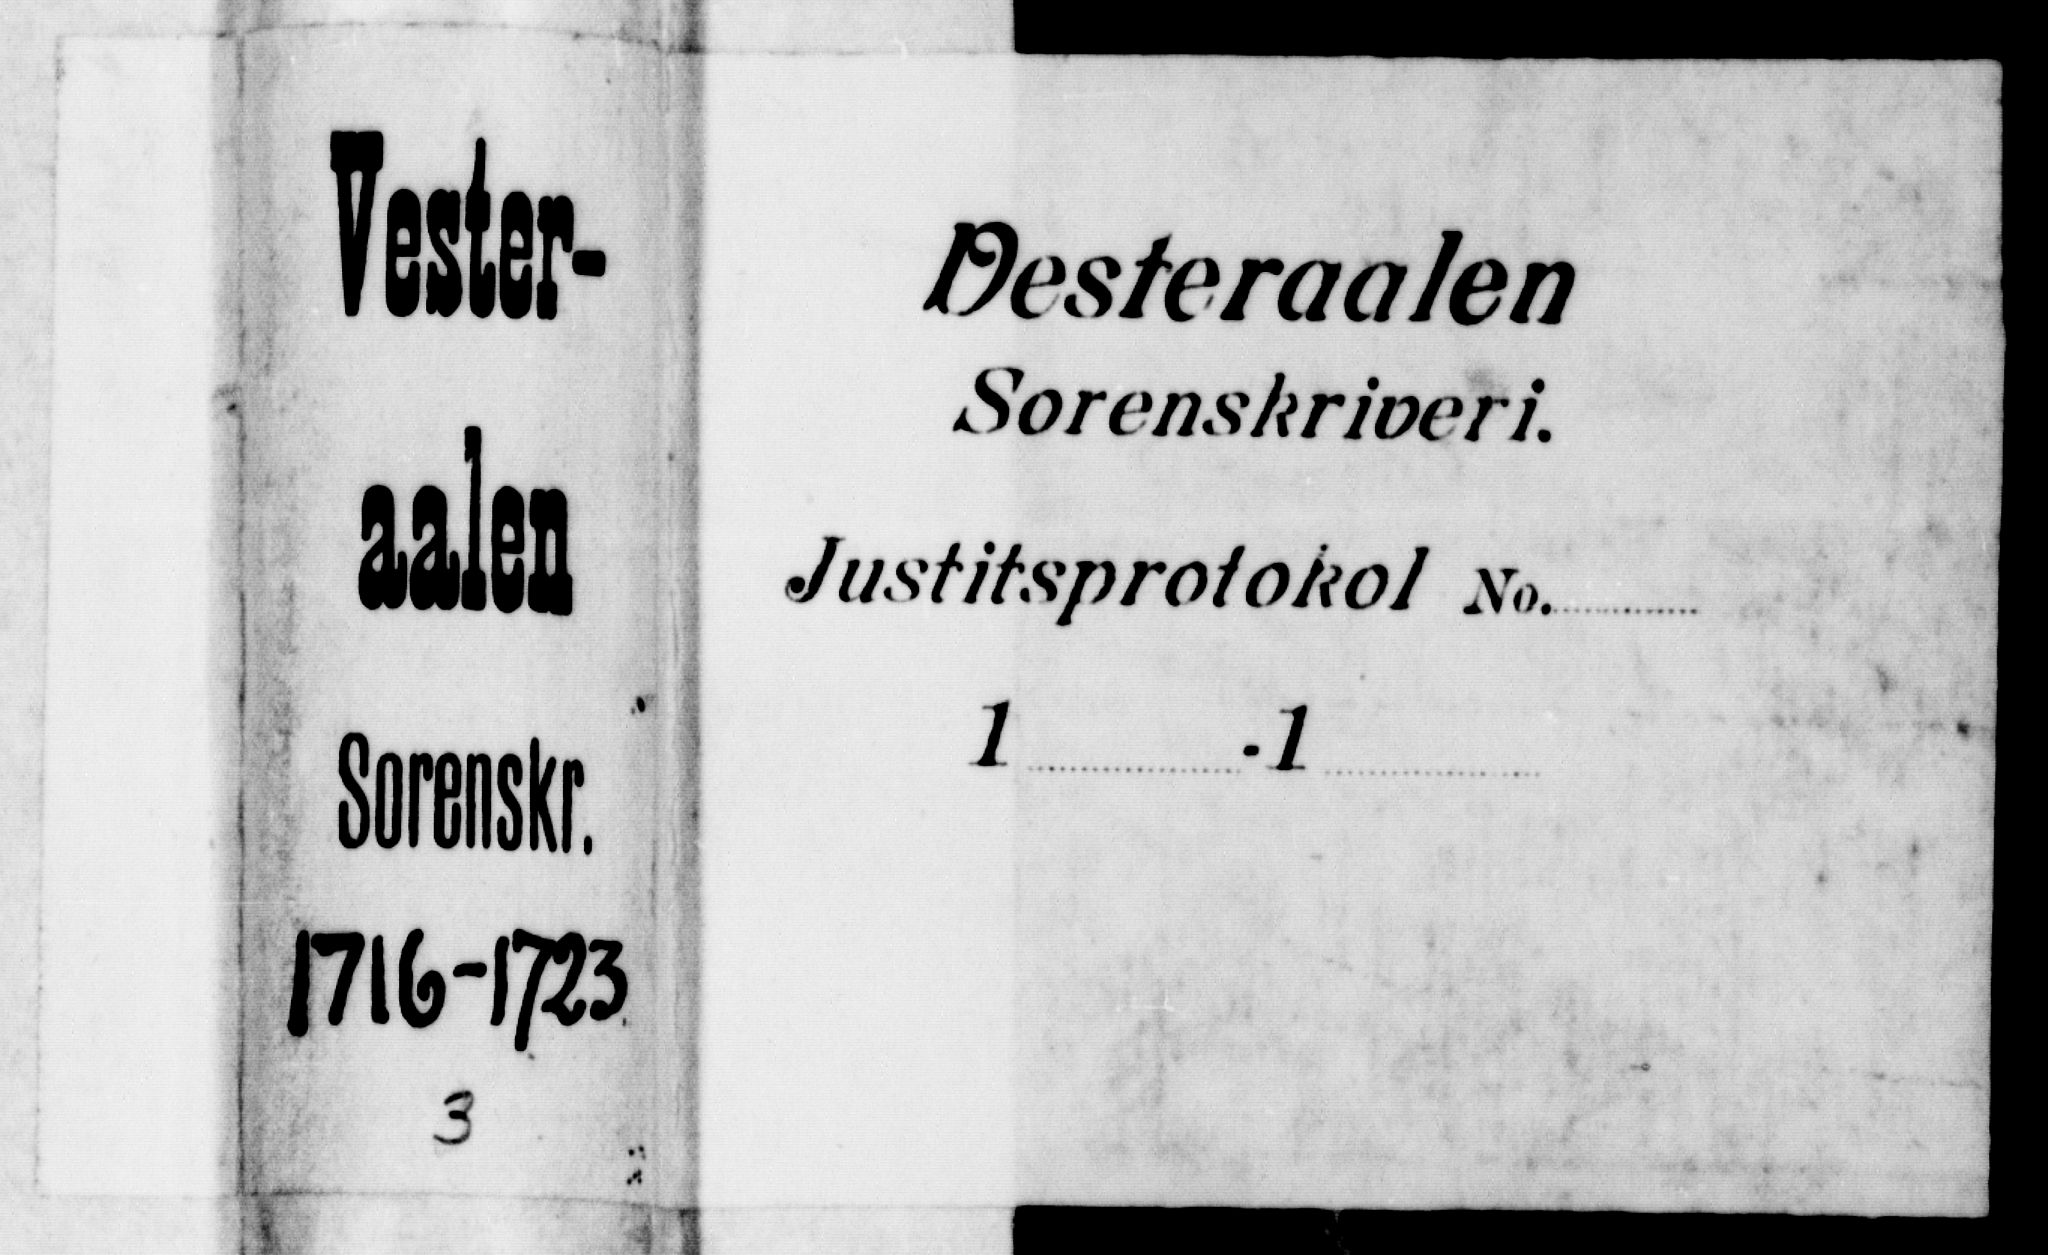 Vester-
aalen
Sorenskr.
1716-1723
3
Vesteraalen
Sorenskriveri.
Justitsprotokol No. ............
1 ............ - 1 ............